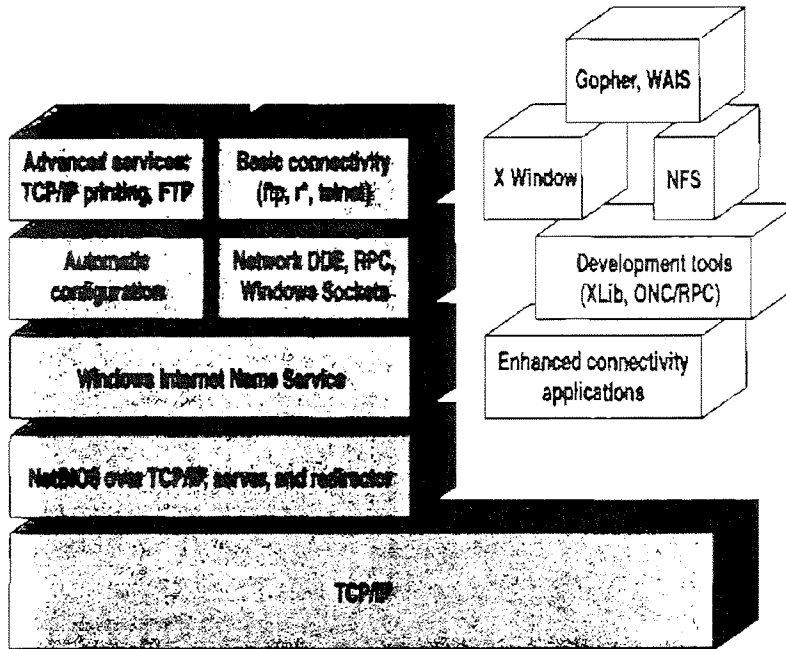 Gopher, WAIS
Advanced services:
TCP/IP printing, FTP
Basic connectivity
(ftp, r*, telnet)
X Window
NFS
Automatic
configuration
Network DDE, RPC,
Windows Sockets
Development tools
(XLib, ONC/RPC)
Windows Internet Name Service
Enhanced connectivity
applications
NetBIOS over TCP/IP, server, and redirector
TCP/IP